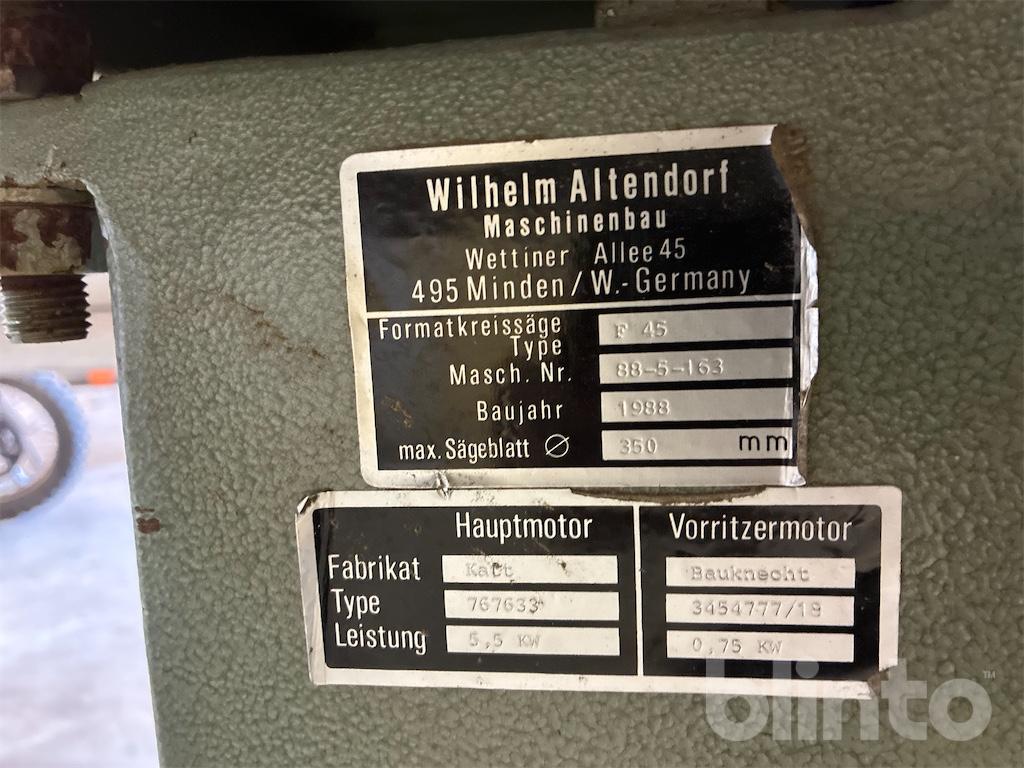 Wilhelm Altendorf
Maschinenbau
Wettiner Allee 45
495 Minden / W.- Germany
Formatkreissäge
Type F 45
Masch. Nr. 88-5-163
Baujahr 1988
max. Sägeblatt ∅ 350 mm
Hauptmotor Vorritzermotor
Fabrikat Katt Bauknecht
Type 767633 3454777/18
Leistung 5,5 KW 0,75 KW
blinto™